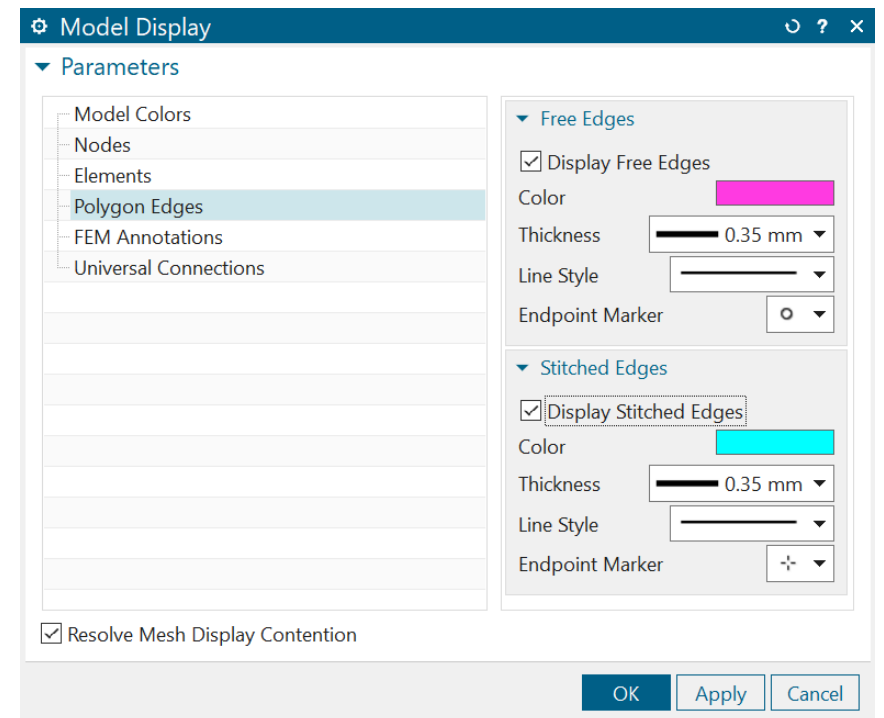 Model Display
?
Parameters
Model Colors
Nodes
Elements
Polygon Edges
FEM Annotations
Universal Connections
Free Edges
Display Free Edges
Color
Thickness 0.35 mm
Line Style
Endpoint Marker
Stitched Edges
Display Stitched Edges
Color
Thickness 0.35 mm
Line Style
Endpoint Marker
Resolve Mesh Display Contention
OK Apply Cancel